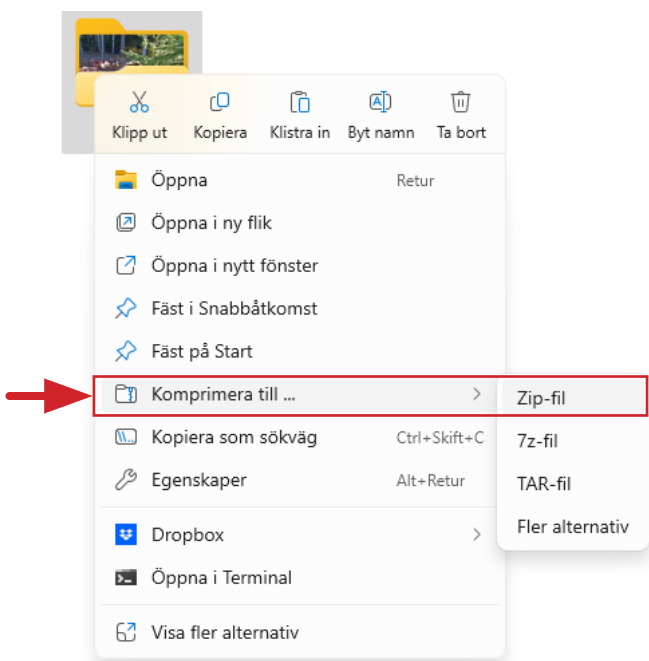 Klipp ut Kopiera Klistra in Byt namn Ta bort
Öppna Retur
Öppna i ny flik
Öppna i nytt fönster
Fäst i Snabbåtkomst
Fäst på Start
Komprimera till ...
Zip-fil
Kopiera som sökväg Ctrl+Skift+C
7z-fil
Egenskaper Alt+Retur
TAR-fil
Fler alternativ
Dropbox
Öppna i Terminal
Visa fler alternativ